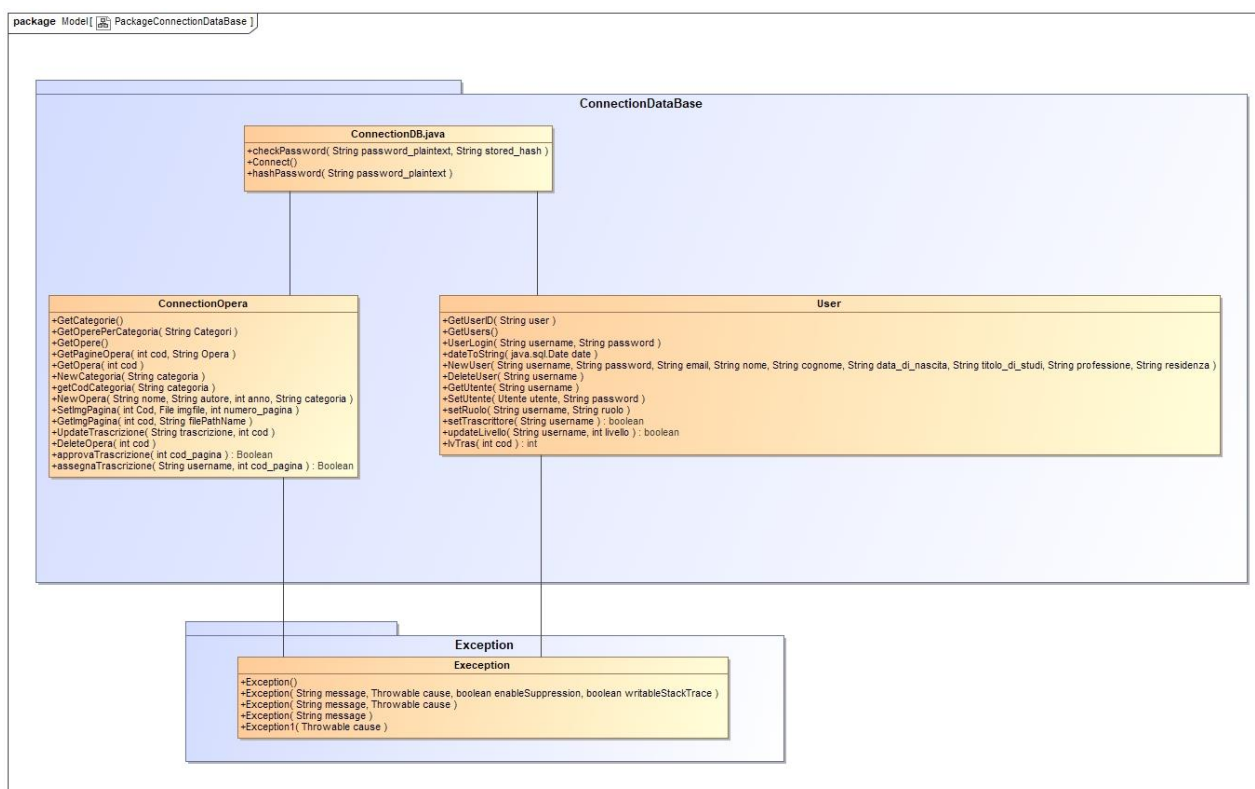 package Model[ PackageConnectionDataBase ]
ConnectionDataBase
ConnectionDB.java
+checkPassword( String password_plaintext, String stored_hash )
+Connect()
+hashPassword( String password_plaintext )
ConnectionOpera
+GetCategorie()
+GetOperePerCategoria( String Categori )
+GetOpere()
+GetPagineOpera( int cod, String Opera )
+GetOpera( int cod )
+NewCategoria( String categoria )
+getCodCategoria( String categoria )
+NewOpera( String nome, String autore, int anno, String categoria )
+SetImgPagina( int Cod, File imgfile, int numero_pagina )
+GetImgPagina( int cod, String filePathName )
+UpdateTrascrizione( String trascrizione, int cod )
+DeleteOpera( int cod )
+approvaTrascrizione( int cod_pagina ) : Boolean
+assegnaTrascrizione( String username, int cod_pagina ) : Boolean
User
+GetUserID( String user )
+GetUsers()
+UserLogin( String username, String password )
+dateToString( java.sql.Date date )
+NewUser( String username, String password, String email, String nome, String cognome, String data_di_nascita, String titolo_di_studi, String professione, String residenza )
+DeleteUser( String username )
+GetUtente( String username )
+SetUtente( Utente utente, String password )
+setRuolo( String username, String ruolo )
+setTrascrittore( String username ) : boolean
+updateLivello( String username, int livello ) : boolean
+lvTras( int cod ) : int
Exception
Exeception
+Exception()
+Exception( String message, Throwable cause, boolean enableSuppression, boolean writableStackTrace )
+Exception( String message, Throwable cause )
+Exception( String message )
+Exception1( Throwable cause )